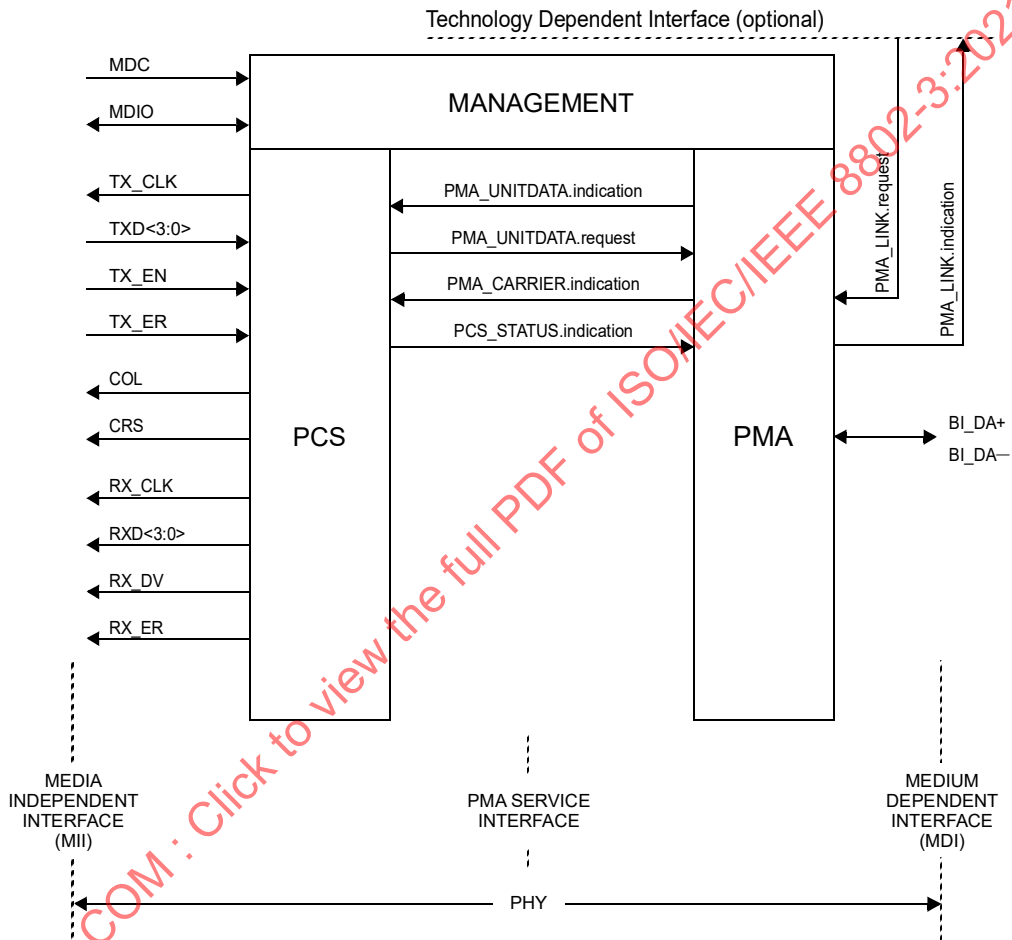 Technology Dependent Interface (optional)
MDC
MDIO
MANAGEMENT
TX_CLK
TXD<3:0>
TX_EN
TX_ER
COL
CRS
RX_CLK
RXD<3:0>
RX_DV
RX_ER
PCS
PMA_UNITDATA.indication
PMA_UNITDATA.request
PMA_CARRIER.indication
PCS_STATUS.indication
PMA
PMA_LINK.request
PMA_LINK.indication
BI_DA+
BI_DA—
MEDIA
INDEPENDENT
INTERFACE
(MII)
PMA SERVICE
INTERFACE
MEDIUM
DEPENDENT
INTERFACE
(MDI)
PHY
COM : Click to view the full PDF of ISO/IEC/IEEE 8802-3:202